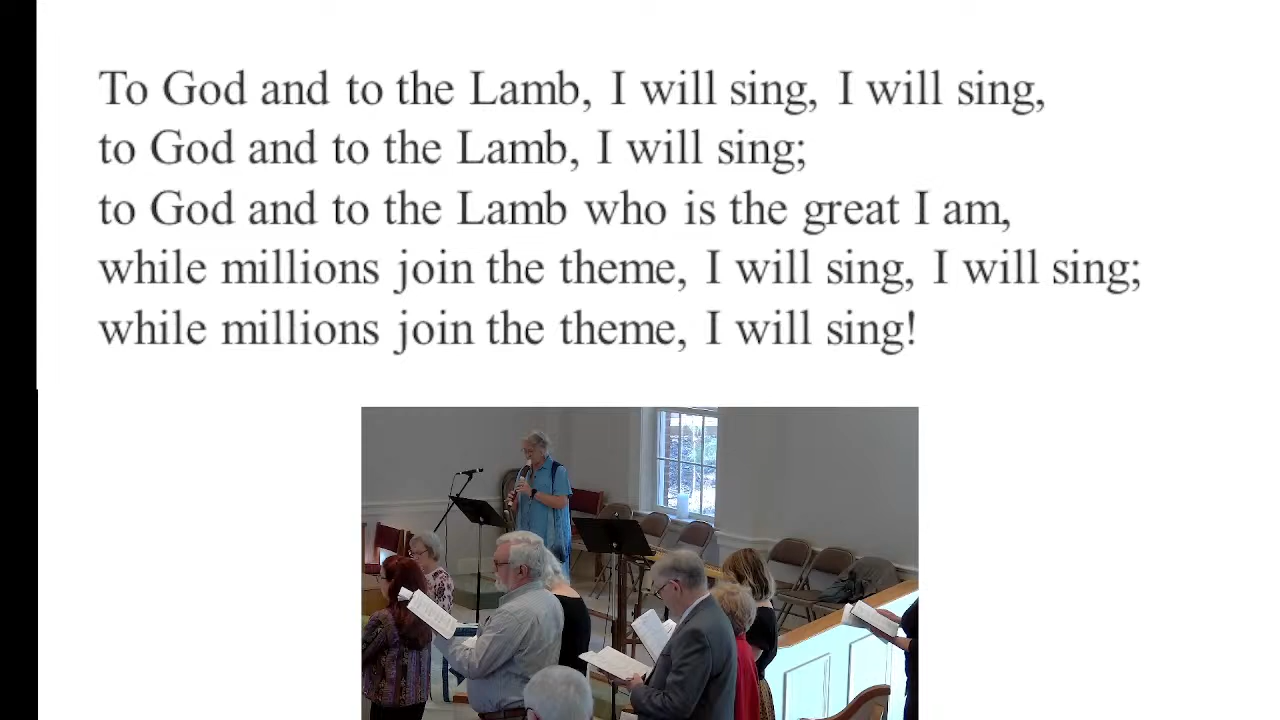 To God and to the Lamb, I will sing, I will sing,
to God and to the Lamb, I will sing;
to God and to the Lamb who is the great I am,
while millions join the theme, I will sing, I will sing;
while millions join the theme, I will sing!